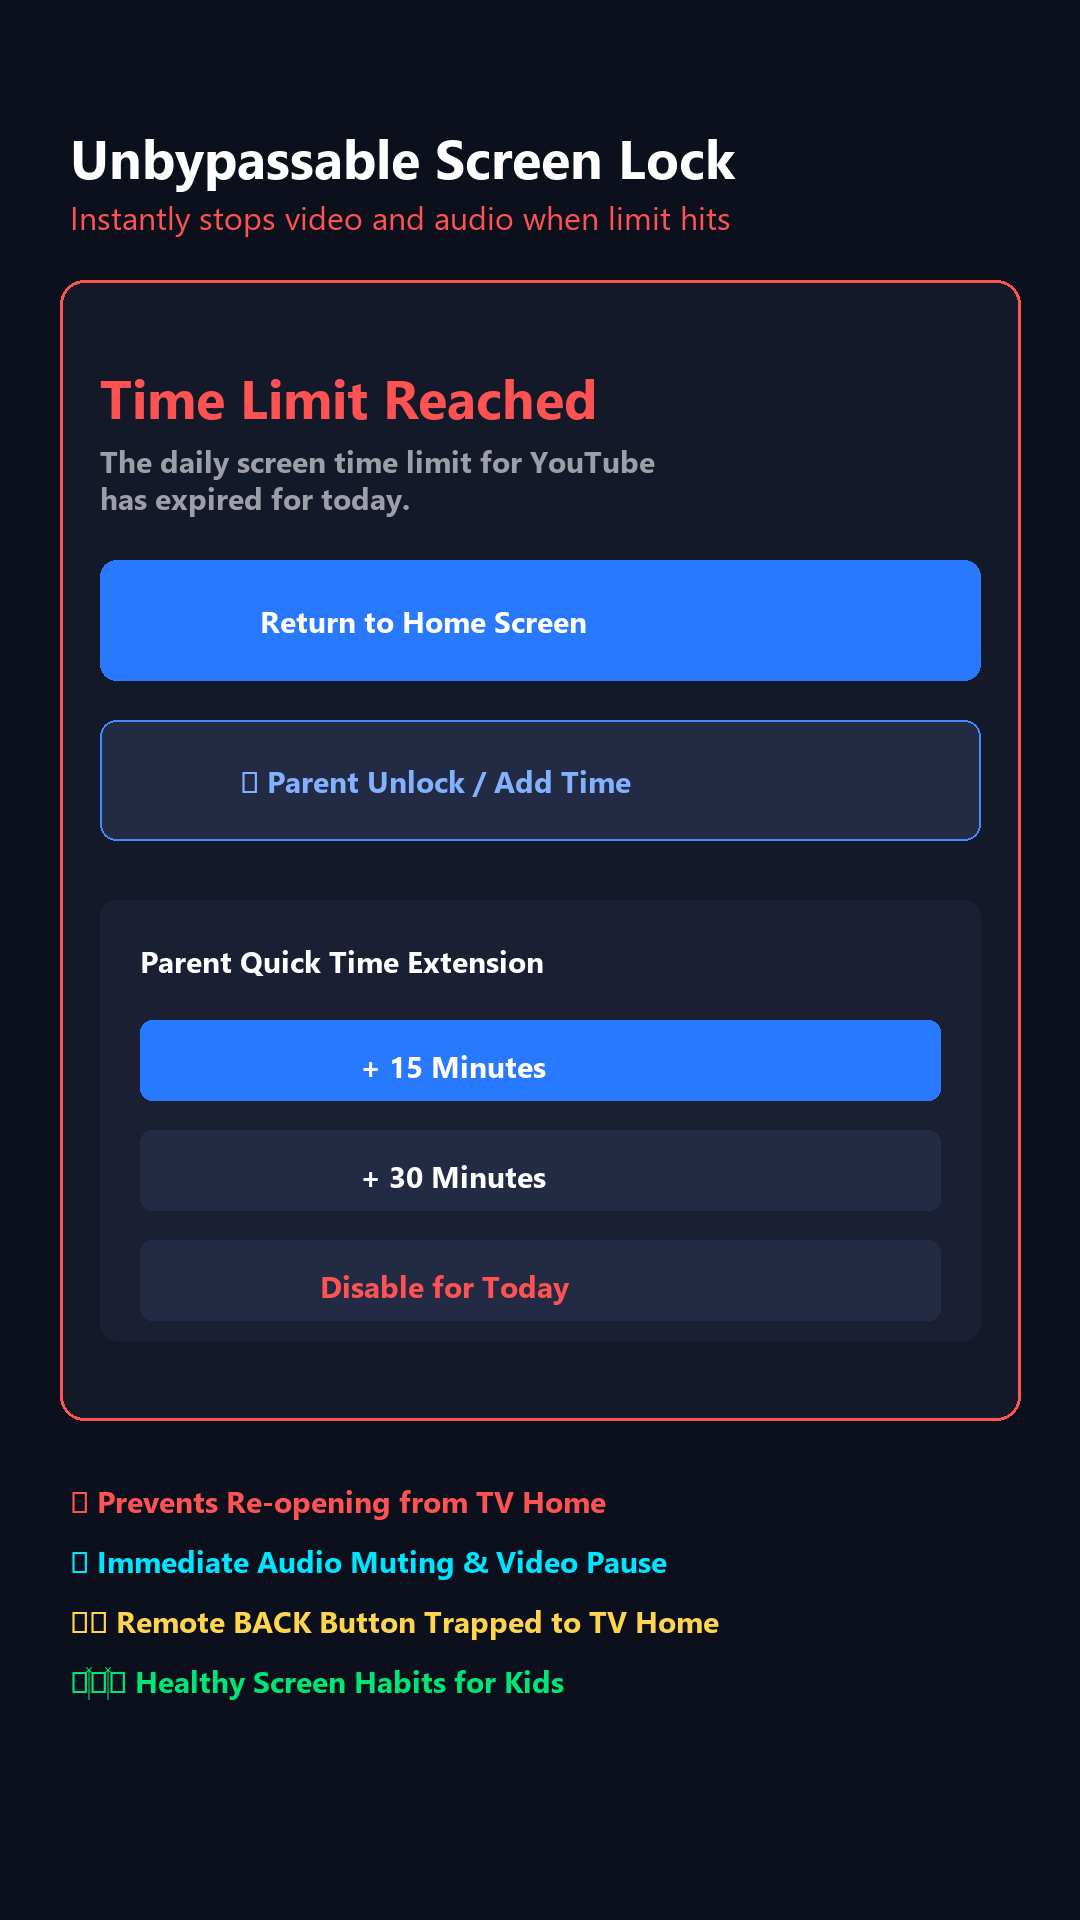 Unbypassable Screen Lock
Instantly stops video and audio when limit hits
Time Limit Reached
The daily screen time limit for YouTube
has expired for today.
Return to Home Screen
Parent Unlock / Add Time
Parent Quick Time Extension
+ 15 Minutes
+ 30 Minutes
Disable for Today
Prevents Re-opening from TV Home
Immediate Audio Muting & Video Pause
Remote BACK Button Trapped to TV Home
Healthy Screen Habits for Kids